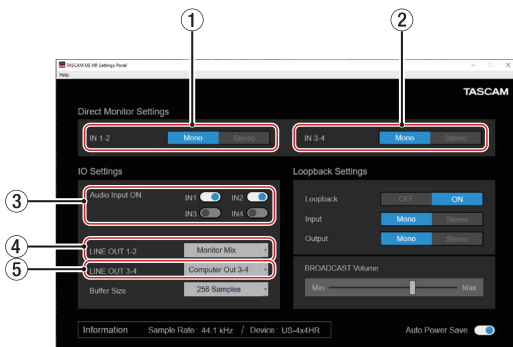 1 2
TASCAM US HR Settings Panel
Help
TASCAM
Direct Monitor Settings
IN 1-2 Mono Stereo IN 3-4 Mono Stereo
IO Settings Loopback Settings
3 Audio Input ON IN1 IN2
IN3 IN4
Loopback OFF ON
Input Mono Stereo
Output Mono Stereo
4 LINE OUT 1-2 Monitor Mix
5 LINE OUT 3-4 Computer Out 3-4
Buffer Size 256 Samples
BROADCAST Volume
Min Max
Information Sample Rate: 44.1 kHz / Device: US-4x4HR Auto Power Save